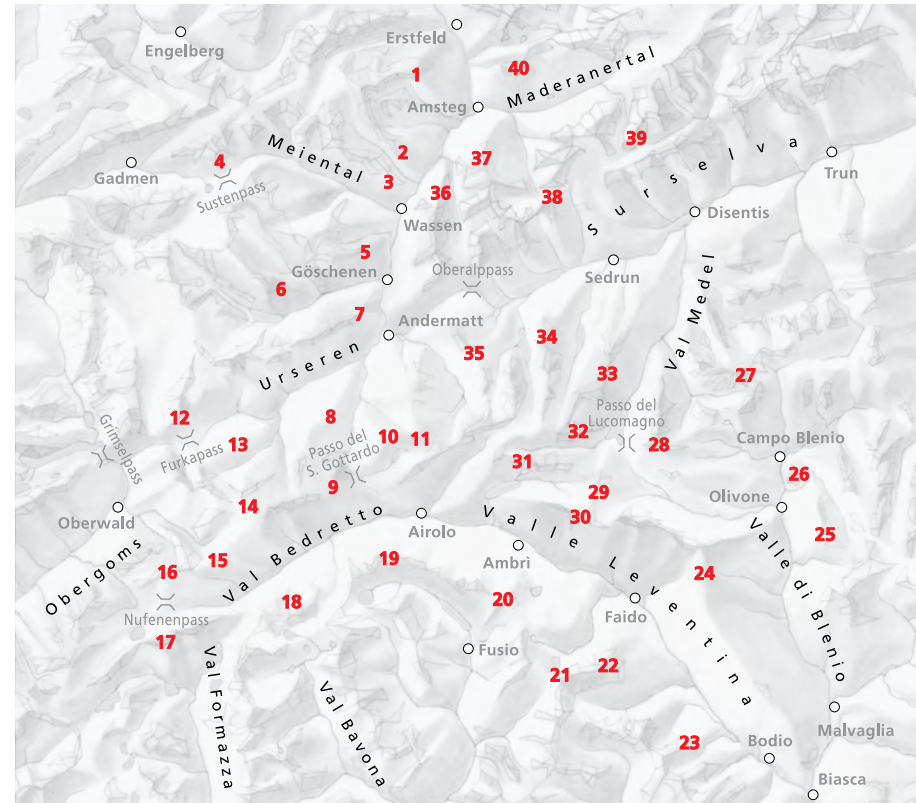 Erstfeld
Engelberg
40
1
Maderanertal
Amsteg
39
2
37
Meiental
4
Gadmen
Sustenpass
3
36
38
Surselva
Trun
Wassen
Disentis
5
Göschenen
Oberalppass
Sedrun
6
7
Andermatt
Val Medel
34
35
Urseren
33
27
12
8
Passo del
Lucomagno
Grimselpass
13
Furkapass
10
11
32
28
Campo Blenio
Passo del
S. Gottardo
31
26
9
29
Olivone
14
Oberwald
Val Bedretto
Airolo
Valle Leventina
30
25
Valle di Blenio
Obergoms
Ambrì
15
16
19
24
18
20
Faido
Nufenenpass
17
Fusio
21
22
Val Formazza
Val Bavona
Malvaglia
23
Bodio
Biasca